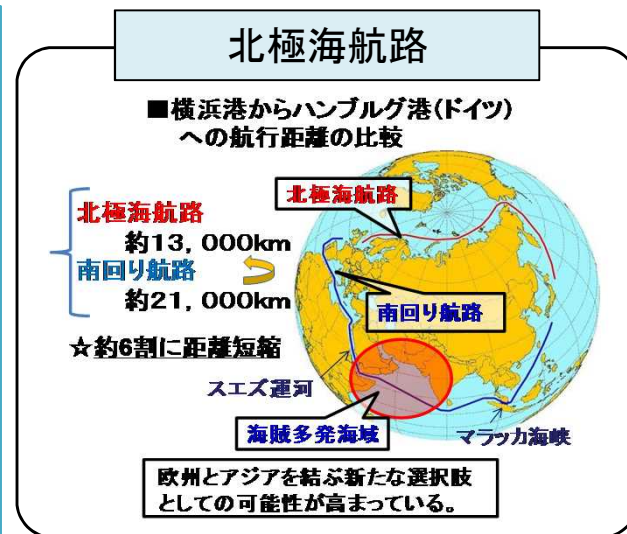 北極海航路
■横浜港からハンブルグ港(ドイツ)
への航行距離の比較
北極海航路
北極海航路
約13,000km
南回り航路
約21,000km
南回り航路
☆約6割に距離短縮
スエズ運河
海賊多発海域
マラッカ海峡
欧州とアジアを結ぶ新たな選択肢
としての可能性が高まっている。